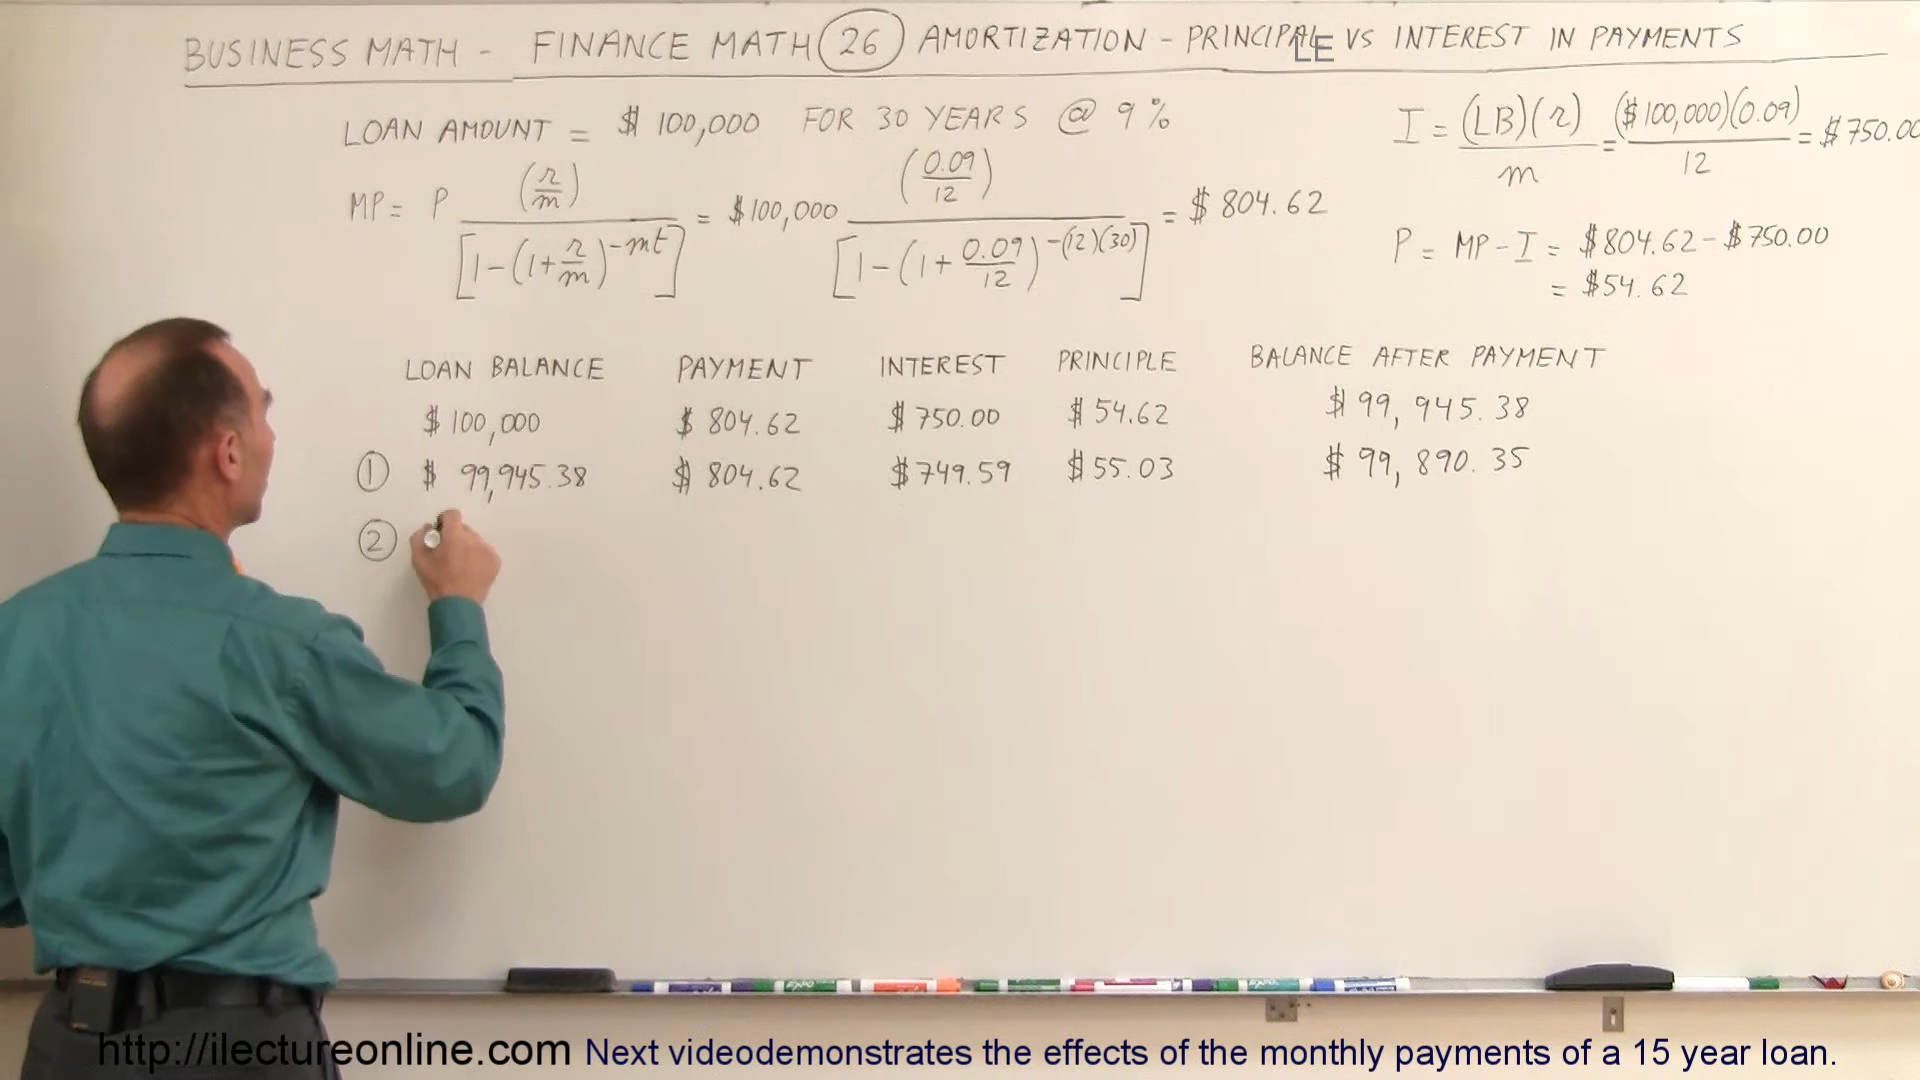 BUSINESS MATH - FINANCE MATH 26 AMORTIZATION - PRINCIPLE VS INTEREST IN PAYMENTS
LOAN AMOUNT = $ 100,000 FOR 30 YEARS @ 9%
I = (LB)(r)/m = ($100,000)(0.09)/12 = $750.00
MP = P (r/m)/[1-(1+r/m)^-mt] = $100,000 (0.09/12)/[1-(1+0.09/12)^-(12)(30)] = $804.62
P = MP - I = $804.62 - $750.00
= $54.62
LOAN BALANCE PAYMENT INTEREST PRINCIPLE BALANCE AFTER PAYMENT
$ 100,000 $ 804.62 $ 750.00 $ 54.62 $ 99,945.38
① $ 99,945.38 $ 804.62 $ 749.59 $ 55.03 $ 99,890.35
②
http://ilectureonline.com Next videodemonstrates the effects of the monthly payments of a 15 year loan.